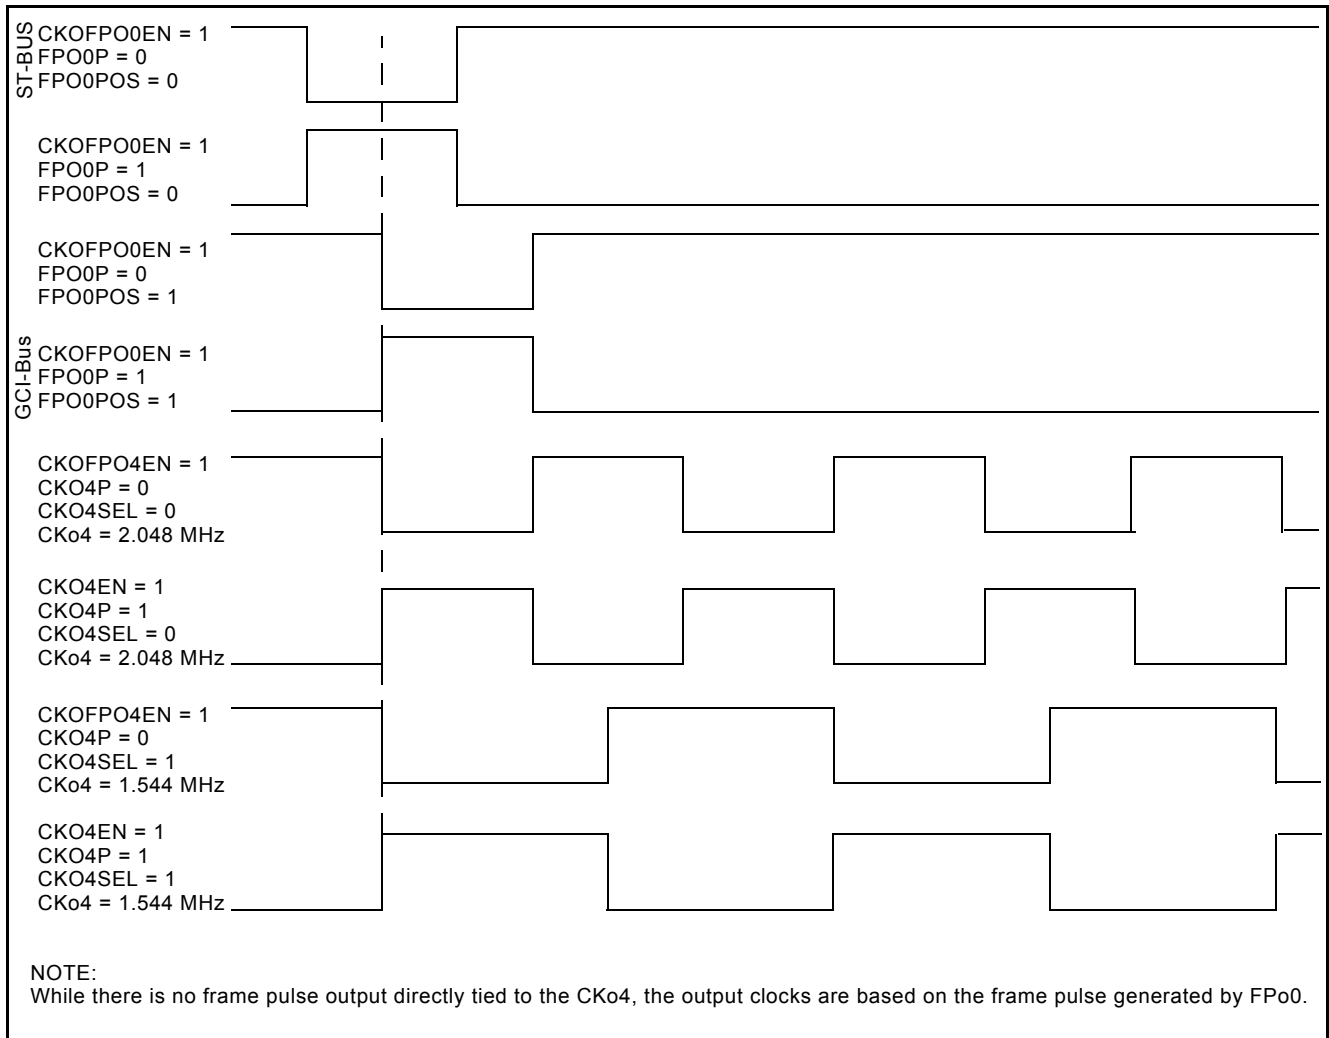 ST-BUS
CKOFPO0EN = 1
FPO0P = 0
FPO0POS = 0
CKOFPO0EN = 1
FPO0P = 1
FPO0POS = 0
CKOFPO0EN = 1
FPO0P = 0
FPO0POS = 1
GCI-Bus
CKOFPO0EN = 1
FPO0P = 1
FPO0POS = 1
CKOFPO4EN = 1
CKO4P = 0
CKO4SEL = 0
CKo4 = 2.048 MHz
CKO4EN = 1
CKO4P = 1
CKO4SEL = 0
CKo4 = 2.048 MHz
CKOFPO4EN = 1
CKO4P = 0
CKO4SEL = 1
CKo4 = 1.544 MHz
CKO4EN = 1
CKO4P = 1
CKO4SEL = 1
CKo4 = 1.544 MHz
NOTE:
While there is no frame pulse output directly tied to the CKo4, the output clocks are based on the frame pulse generated by FPo0.